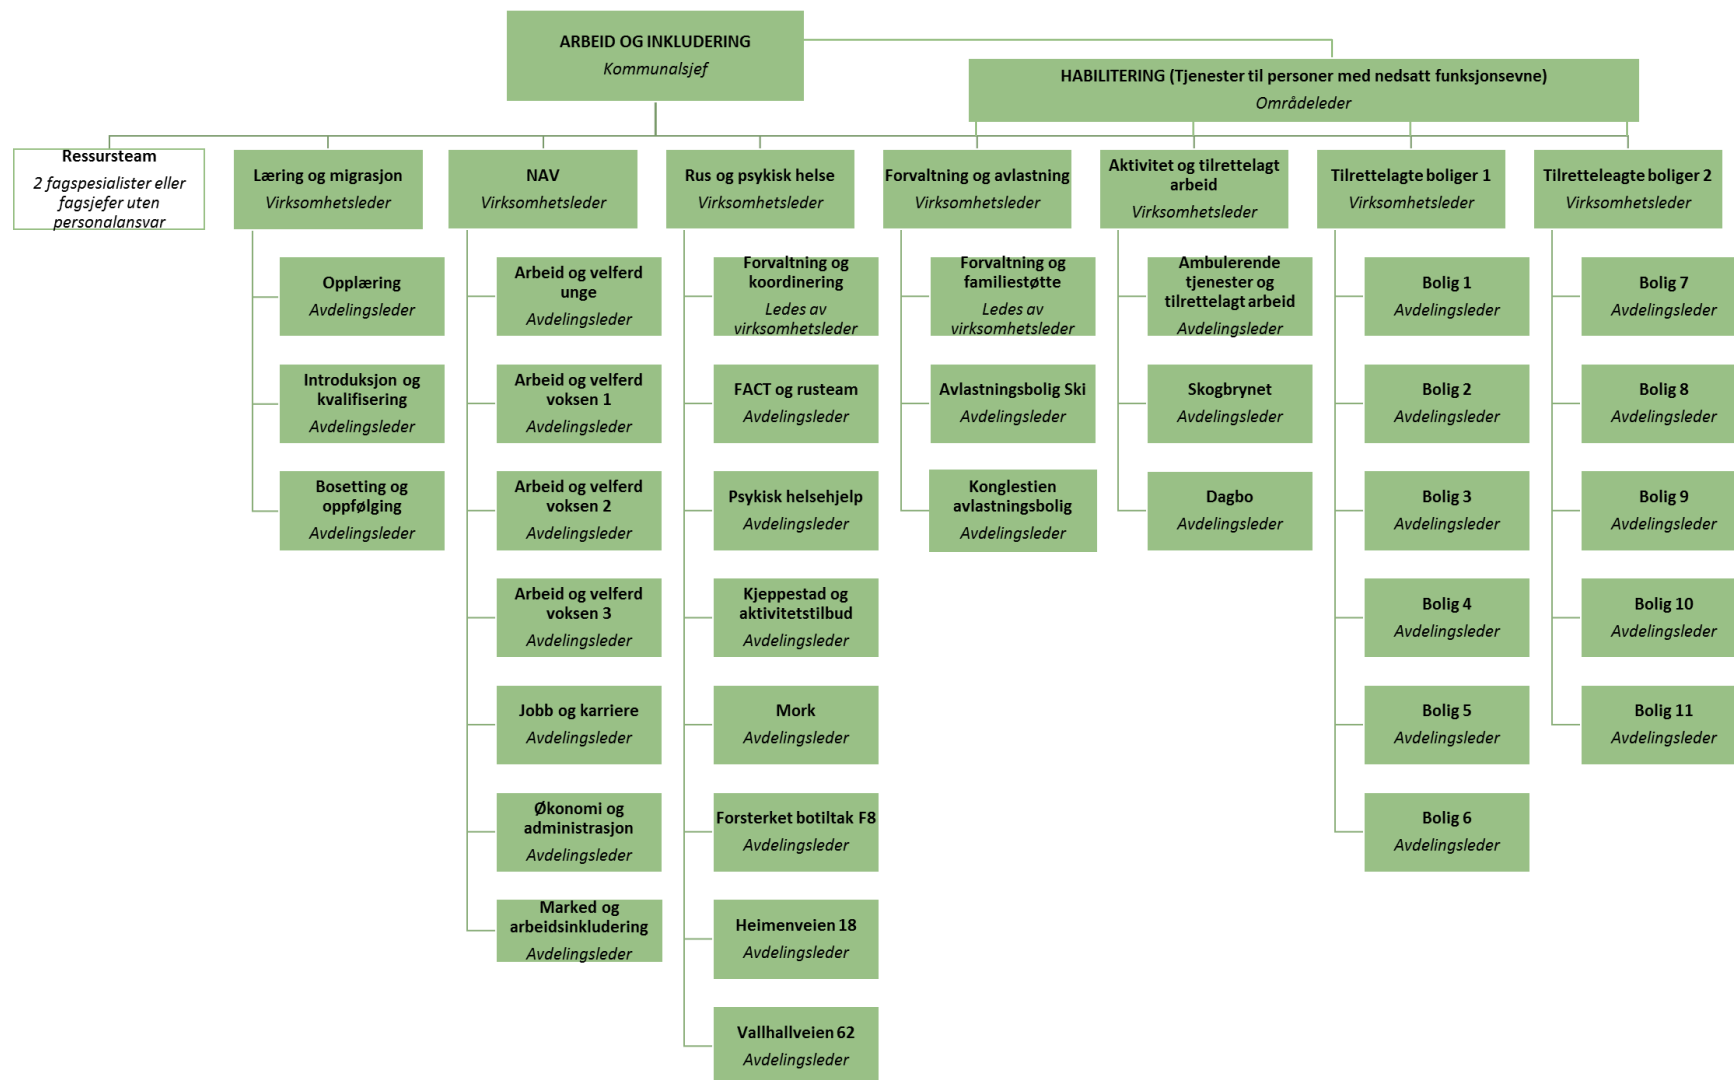 ARBEID OG INKLUDERING
Kommunalsjef
HABILITERING (Tjenester til personer med nedsatt funksjonsevne)
Områdeleder
Ressursteam
2 fagspesialister eller
fagsjefer uten
personalansvar
Læring og migrasjon
Virksomhetsleder
Opplæring
Avdelingsleder
Introduksjon og
kvalifisering
Avdelingsleder
Bosetting og
oppfølging
Avdelingsleder
NAV
Virksomhetsleder
Arbeid og velferd
unge
Avdelingsleder
Arbeid og velferd
voksen 1
Avdelingsleder
Arbeid og velferd
voksen 2
Avdelingsleder
Arbeid og velferd
voksen 3
Avdelingsleder
Jobb og karriere
Avdelingsleder
Økonomi og
administrasjon
Avdelingsleder
Marked og
arbeidsinkludering
Avdelingsleder
Rus og psykisk helse
Virksomhetsleder
Forvaltning og
koordinering
Ledes av
virksomhetsleder
FACT og rusteam
Avdelingsleder
Psykisk helsehjelp
Avdelingsleder
Kjeppestad og
aktivitetstilbud
Avdelingsleder
Mork
Avdelingsleder
Forsterket botiltak F8
Avdelingsleder
Heimenveien 18
Avdelingsleder
Vallhallveien 62
Avdelingsleder
Forvaltning og avlastning
Virksomhetsleder
Forvaltning og
familiestøtte
Ledes av
virksomhetsleder
Avlastningsbolig Ski
Avdelingsleder
Konglestien
avlastningsbolig
Avdelingsleder
Aktivitet og tilrettelagt
arbeid
Virksomhetsleder
Ambulerende
tjenester og
tilrettelagt arbeid
Avdelingsleder
Skogbrynet
Avdelingsleder
Dagbo
Avdelingsleder
Tilrettelagte boliger 1
Virksomhetsleder
Bolig 1
Avdelingsleder
Bolig 2
Avdelingsleder
Bolig 3
Avdelingsleder
Bolig 4
Avdelingsleder
Bolig 5
Avdelingsleder
Bolig 6
Avdelingsleder
Tilretteleagte boliger 2
Virksomhetsleder
Bolig 7
Avdelingsleder
Bolig 8
Avdelingsleder
Bolig 9
Avdelingsleder
Bolig 10
Avdelingsleder
Bolig 11
Avdelingsleder